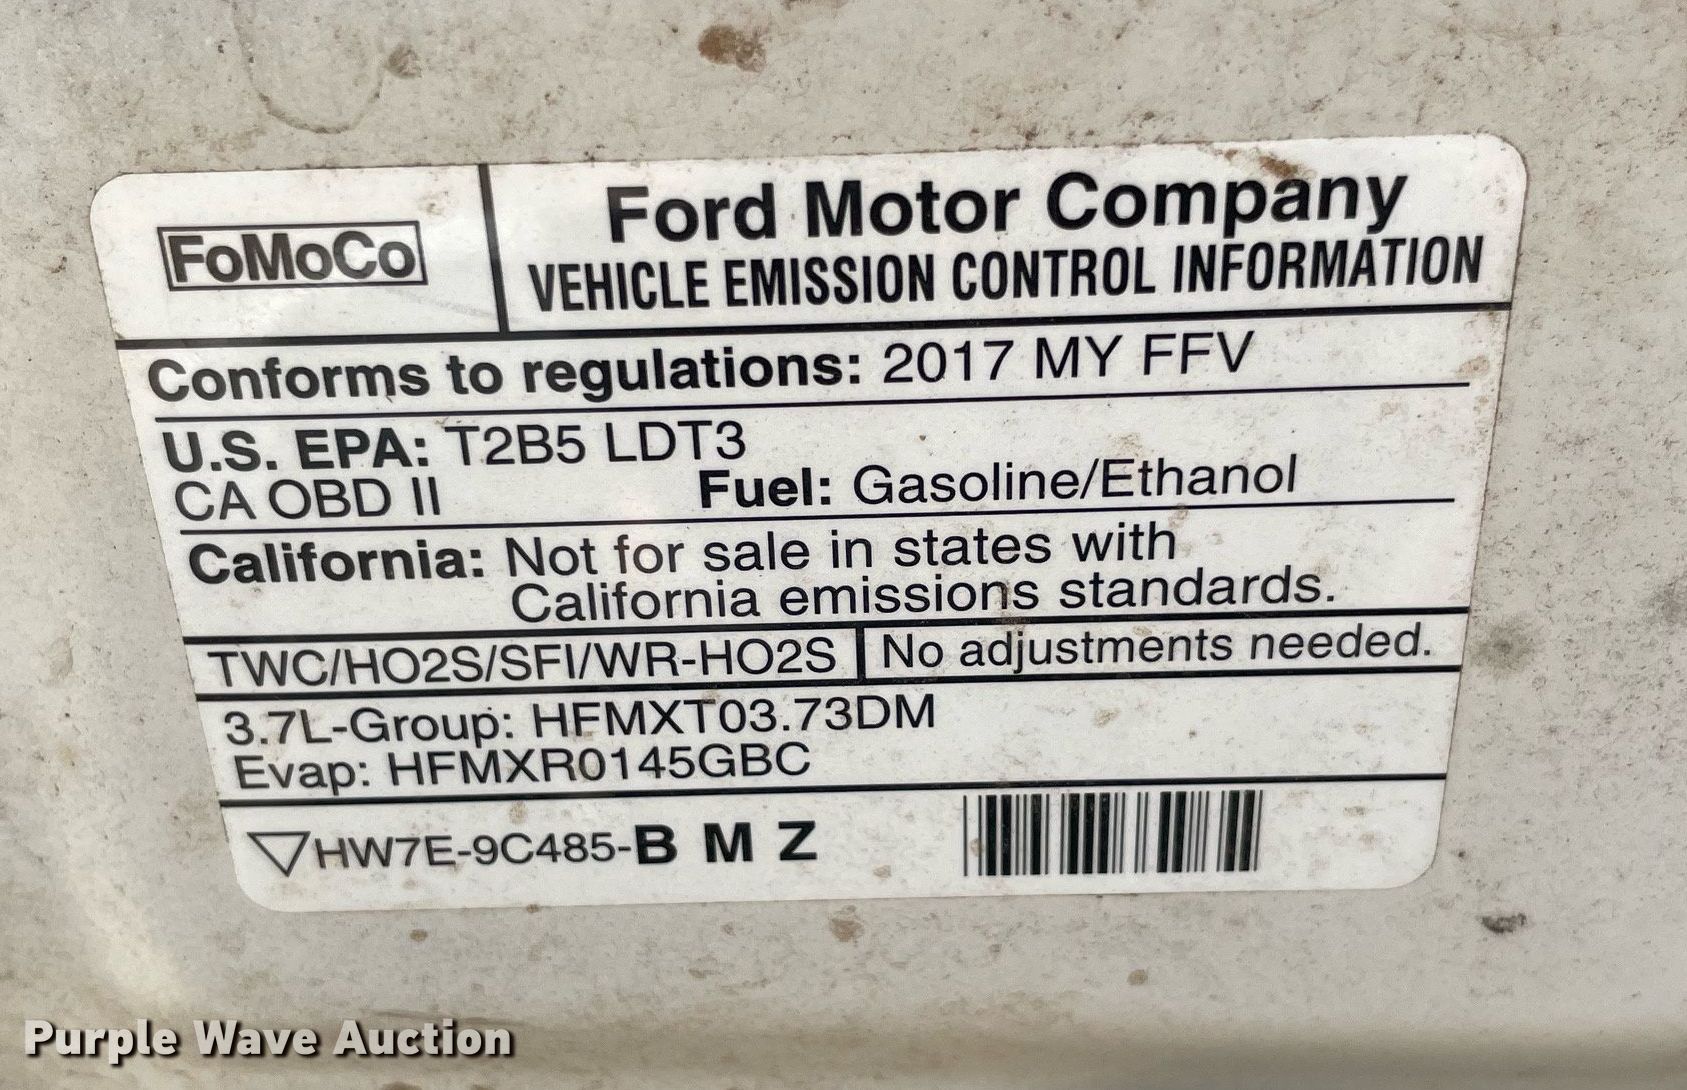 FoMoCo
Ford Motor Company
VEHICLE EMISSION CONTROL INFORMATION
Conforms to regulations: 2017 MY FFV
U.S. EPA: T2B5 LDT3
CA OBD II Fuel: Gasoline/Ethanol
California: Not for sale in states with
California emissions standards.
TWC/HO2S/SFI/WR-HO2S No adjustments needed.
3.7L-Group: HFMXT03.73DM
Evap: HFMXR0145GBC
HW7E-9C485-B M Z
Purple Wave Auction